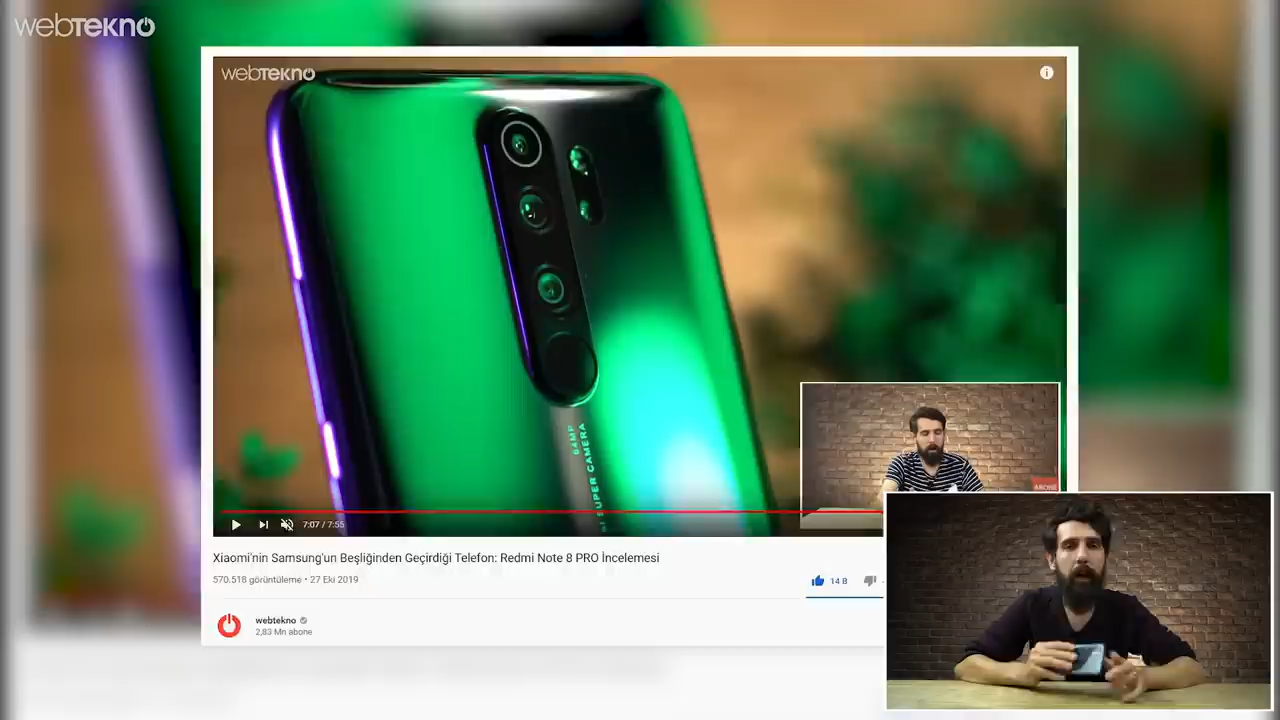 webtekno
webtekno
64MP
SUPER CAMERA
7:07 / 7:55
Xiaomi'nin Samsung'un Beşliğinden Geçirdiği Telefon: Redmi Note 8 PRO İncelemesi
570.518 görüntüleme • 27 Eki 2019
14 B
webtekno
2,83 Mn abone